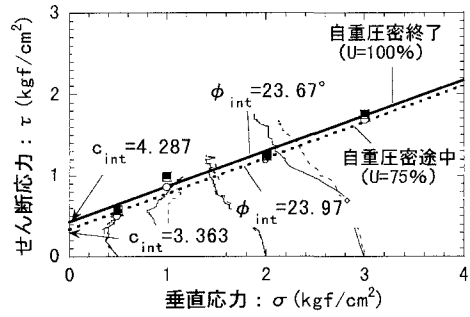 せん断応力：τ (kgf/cm²)
3
2
1
0
自重圧密終了
(U=100%)
φint=23.67°
cint=4.287
自重圧密途中
(U=75%)
φint=23.97°
cint=3.363
0 1 2 3 4
垂直応力：σ (kgf/cm²)